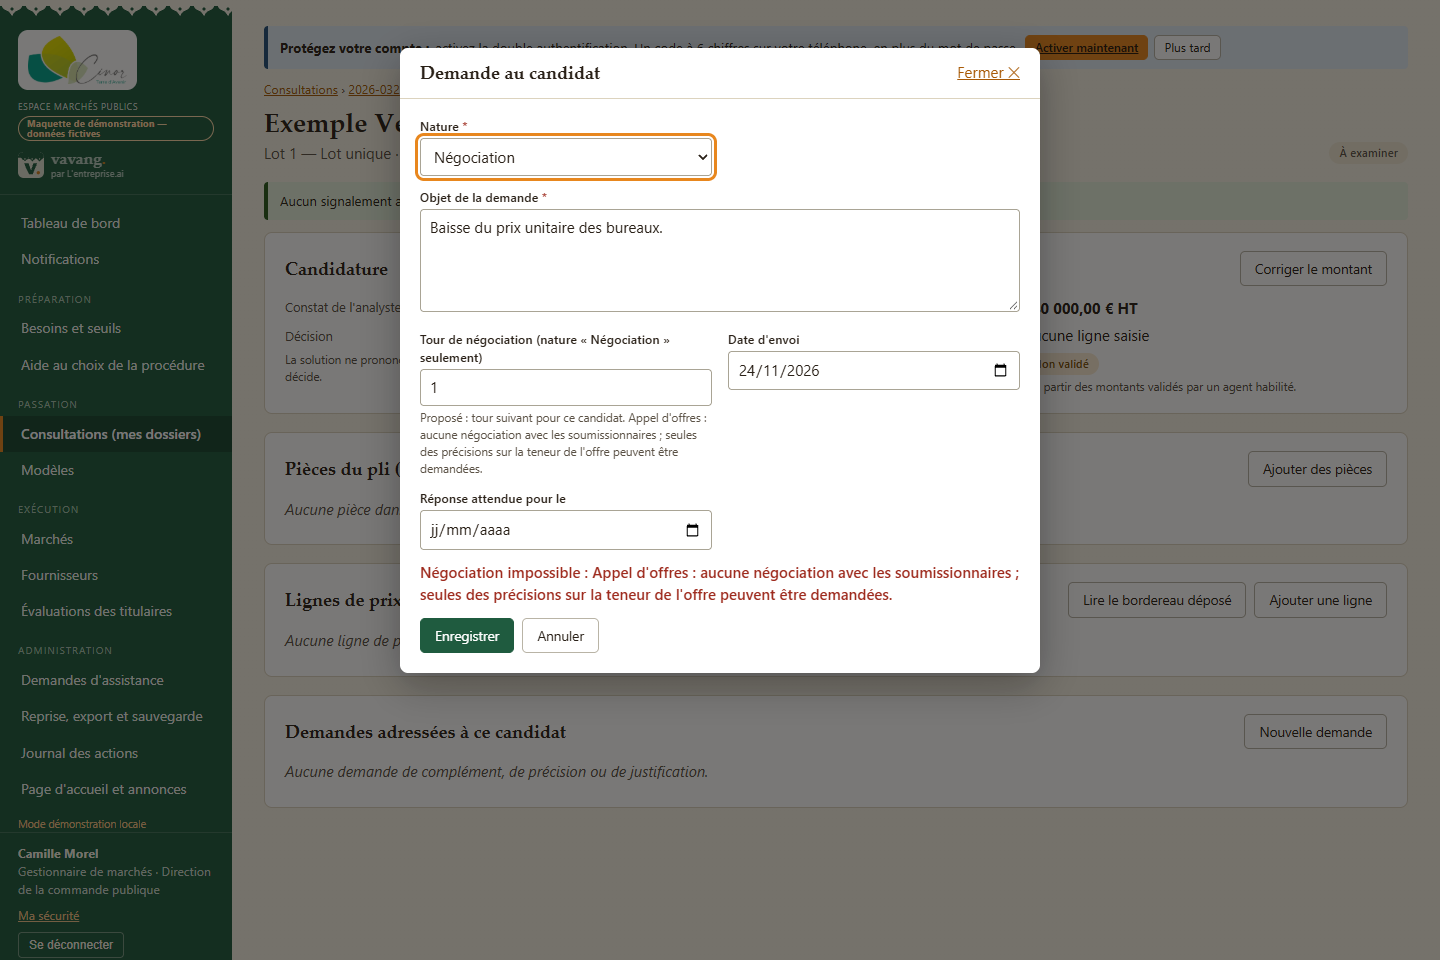 Cinor
ESPACE MARCHÉS PUBLICS
Maquette de démonstration —
données fictives
vavang.
par L'entreprise.ai
Tableau de bord
Notifications
PRÉPARATION
Besoins et seuils
Aide au choix de la procédure
PASSATION
Consultations (mes dossiers)
Modèles
EXÉCUTION
Marchés
Fournisseurs
Évaluations des titulaires
ADMINISTRATION
Demandes d'assistance
Reprise, export et sauvegarde
Journal des actions
Page d'accueil et annonces
Mode démonstration locale
Camille Morel
Gestionnaire de marchés · Direction
de la commande publique
Ma sécurité
Se déconnecter
Protégez votre compte : activez la double authentification. Un code à 6 chiffres sur votre téléphone, en plus du mot de passe. Activer maintenant Plus tard
Consultations › 2026-032
Exemple Ve
Lot 1 — Lot unique ·
À examiner
Aucun signalement a
Candidature
Corriger le montant
Constat de l'analyste
0 000,00 € HT
Décision
cune ligne saisie
La solution ne prononc
décide.
on validé
partir des montants validés par un agent habilité.
Pièces du pli (
Ajouter des pièces
Aucune pièce dan
Lignes de prix
Lire le bordereau déposé Ajouter une ligne
Aucune ligne de p
Demandes adressées à ce candidat
Nouvelle demande
Aucune demande de complément, de précision ou de justification.
Demande au candidat
Fermer ×
Nature *
Négociation
Objet de la demande *
Baisse du prix unitaire des bureaux.
Tour de négociation (nature « Négociation »
seulement)
1
Proposé : tour suivant pour ce candidat. Appel d'offres :
aucune négociation avec les soumissionnaires ; seules
des précisions sur la teneur de l'offre peuvent être
demandées.
Date d'envoi
24/11/2026
Réponse attendue pour le
jj/mm/aaaa
Négociation impossible : Appel d'offres : aucune négociation avec les soumissionnaires ;
seules des précisions sur la teneur de l'offre peuvent être demandées.
Enregistrer Annuler